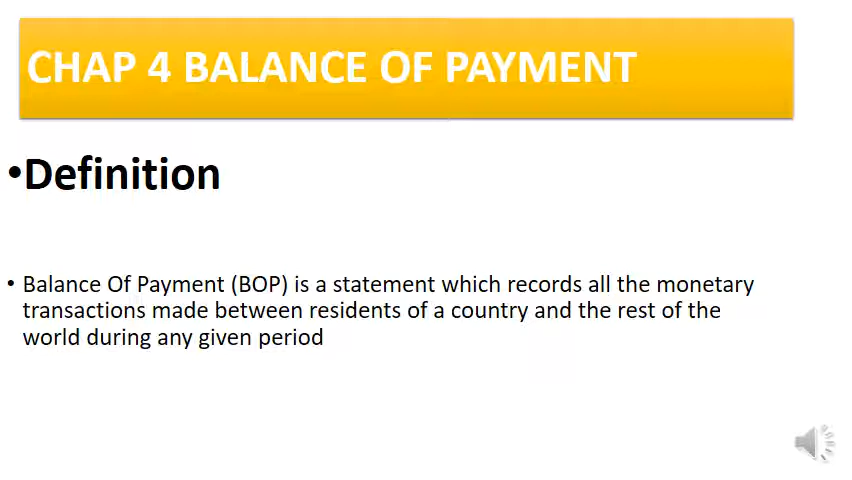 CHAP 4 BALANCE OF PAYMENT
•Definition
• Balance Of Payment (BOP) is a statement which records all the monetary
transactions made between residents of a country and the rest of the
world during any given period